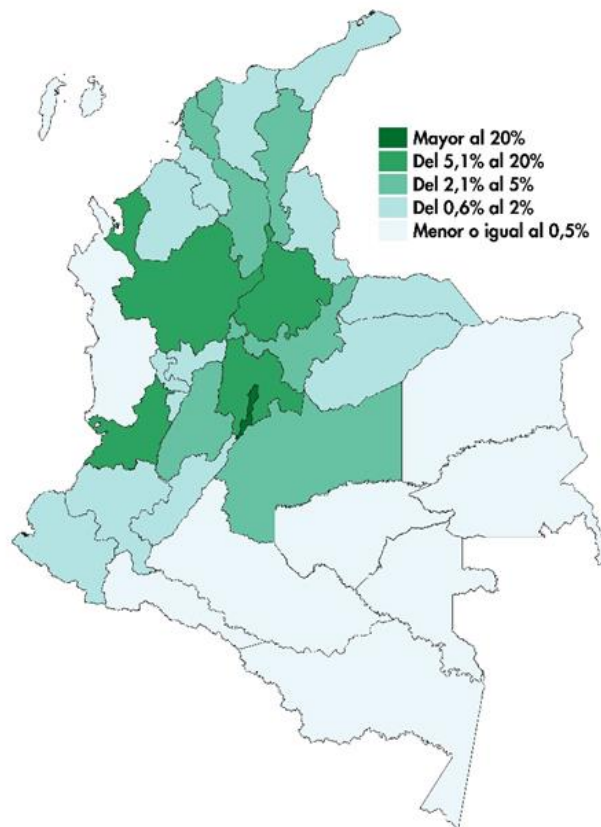 Mayor al 20%
Del 5,1% al 20%
Del 2,1% al 5%
Del 0,6% al 2%
Menor o igual al 0,5%